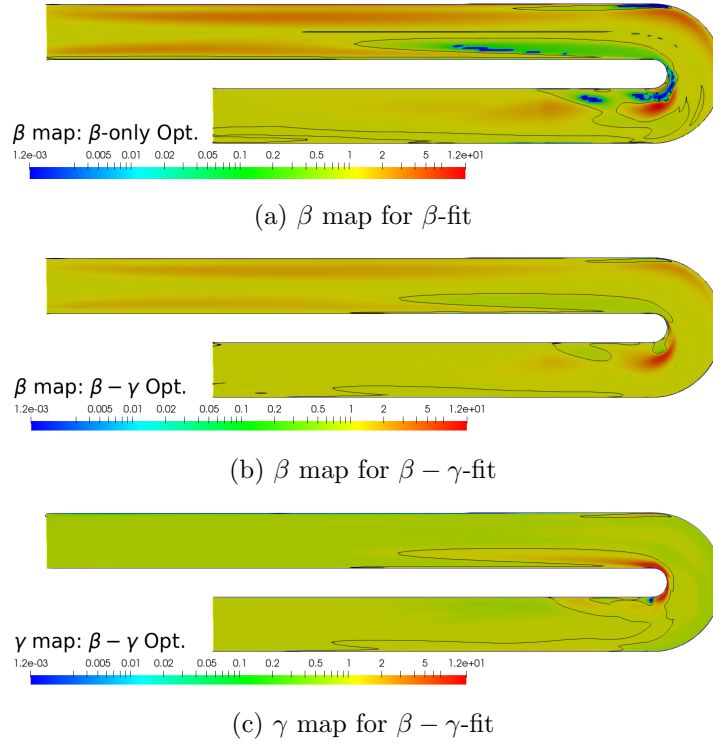 β map: β-only Opt.
1.2e-03 0.005 0.01 0.02 0.05 0.1 0.2 0.5 1 2 5 1.2e+01
(a) β map for β-fit
β map: β − γ Opt.
1.2e-03 0.005 0.01 0.02 0.05 0.1 0.2 0.5 1 2 5 1.2e+01
(b) β map for β − γ-fit
γ map: β − γ Opt.
1.2e-03 0.005 0.01 0.02 0.05 0.1 0.2 0.5 1 2 5 1.2e+01
(c) γ map for β − γ-fit